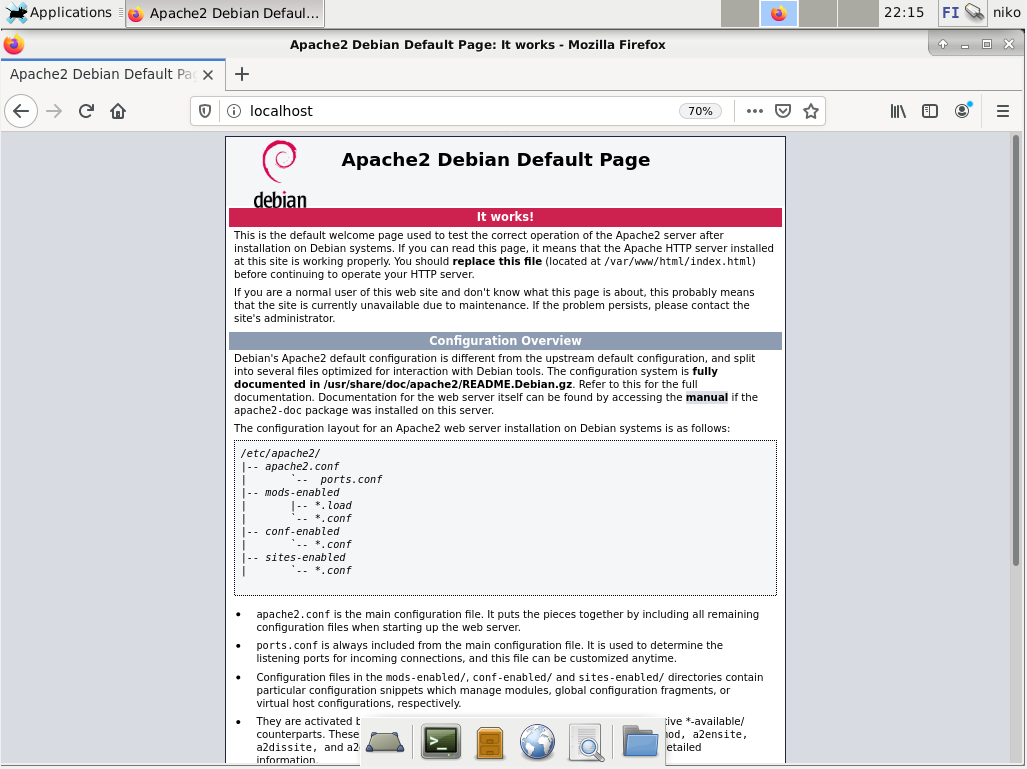 Applications
Apache2 Debian Defaul...
22:15
FI
niko
Apache2 Debian Default Page: It works - Mozilla Firefox
Apache2 Debian Default Pa
localhost
70%
debian
Apache2 Debian Default Page
It works!
This is the default welcome page used to test the correct operation of the Apache2 server after
installation on Debian systems. If you can read this page, it means that the Apache HTTP server installed
at this site is working properly. You should replace this file (located at /var/www/html/index.html)
before continuing to operate your HTTP server.
If you are a normal user of this web site and don't know what this page is about, this probably means
that the site is currently unavailable due to maintenance. If the problem persists, please contact the
site's administrator.
Configuration Overview
Debian's Apache2 default configuration is different from the upstream default configuration, and split
into several files optimized for interaction with Debian tools. The configuration system is fully
documented in /usr/share/doc/apache2/README.Debian.gz. Refer to this for the full
documentation. Documentation for the web server itself can be found by accessing the manual if the
apache2-doc package was installed on this server.
The configuration layout for an Apache2 web server installation on Debian systems is as follows:
/etc/apache2/
|-- apache2.conf
|       `--  ports.conf
|-- mods-enabled
|       |-- *.load
|       `-- *.conf
|-- conf-enabled
|       `-- *.conf
|-- sites-enabled
|       `-- *.conf
• apache2.conf is the main configuration file. It puts the pieces together by including all remaining
configuration files when starting up the web server.
• ports.conf is always included from the main configuration file. It is used to determine the
listening ports for incoming connections, and this file can be customized anytime.
• Configuration files in the mods-enabled/, conf-enabled/ and sites-enabled/ directories contain
particular configuration snippets which manage modules, global configuration fragments, or
virtual host configurations, respectively.
• They are activated b tive *-available/
counterparts. These mod, a2ensite,
a2dissite, and a2 etailed
information.